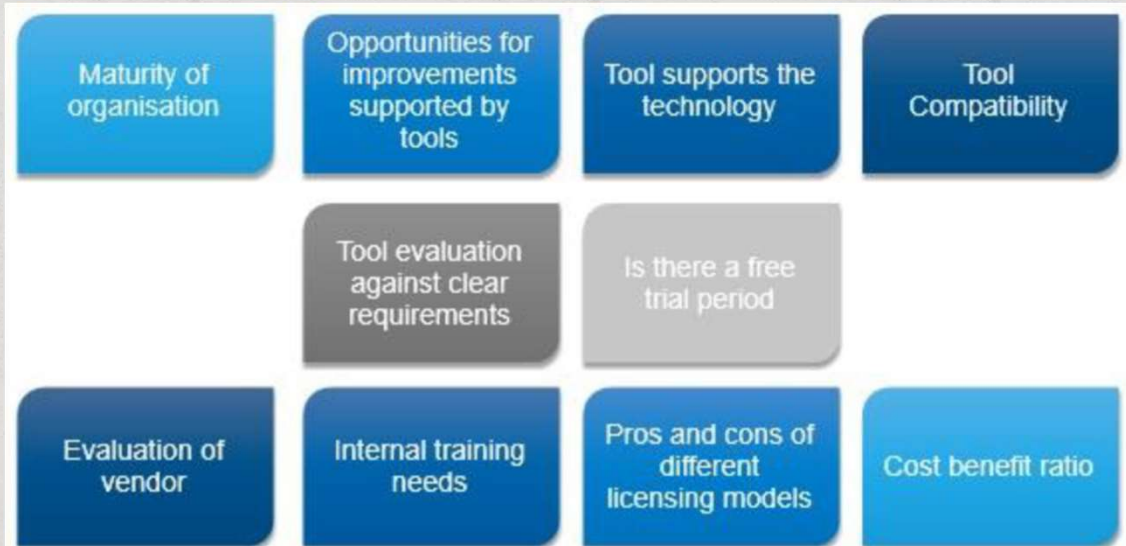 Maturity of
organisation
Opportunities for
improvements
supported by
tools
Tool supports the
technology
Tool
Compatibility
Tool evaluation
against clear
requirements
Is there a free
trial period
Evaluation of
vendor
Internal training
needs
Pros and cons of
different
licensing models
Cost benefit ratio